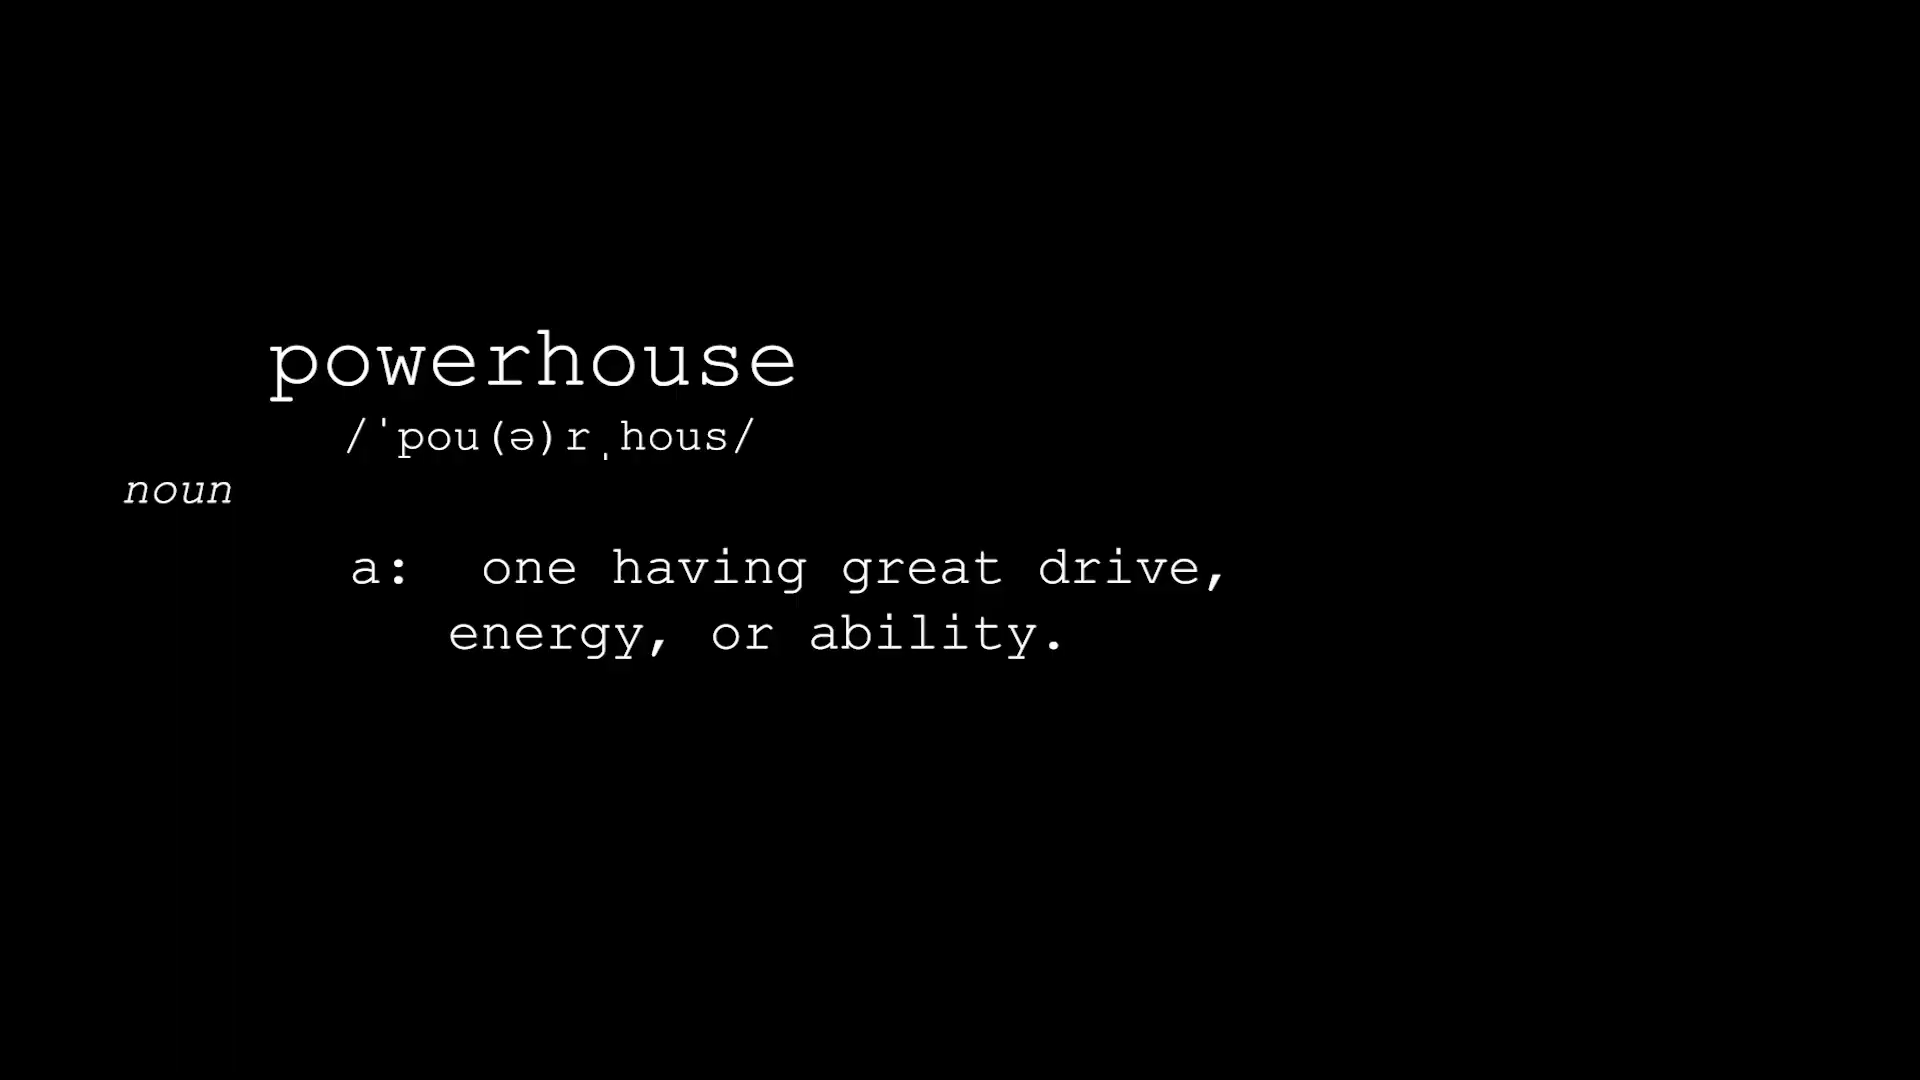 powerhouse
/ˈpou(ə)rˌhous/
noun
a: one having great drive,
energy, or ability.